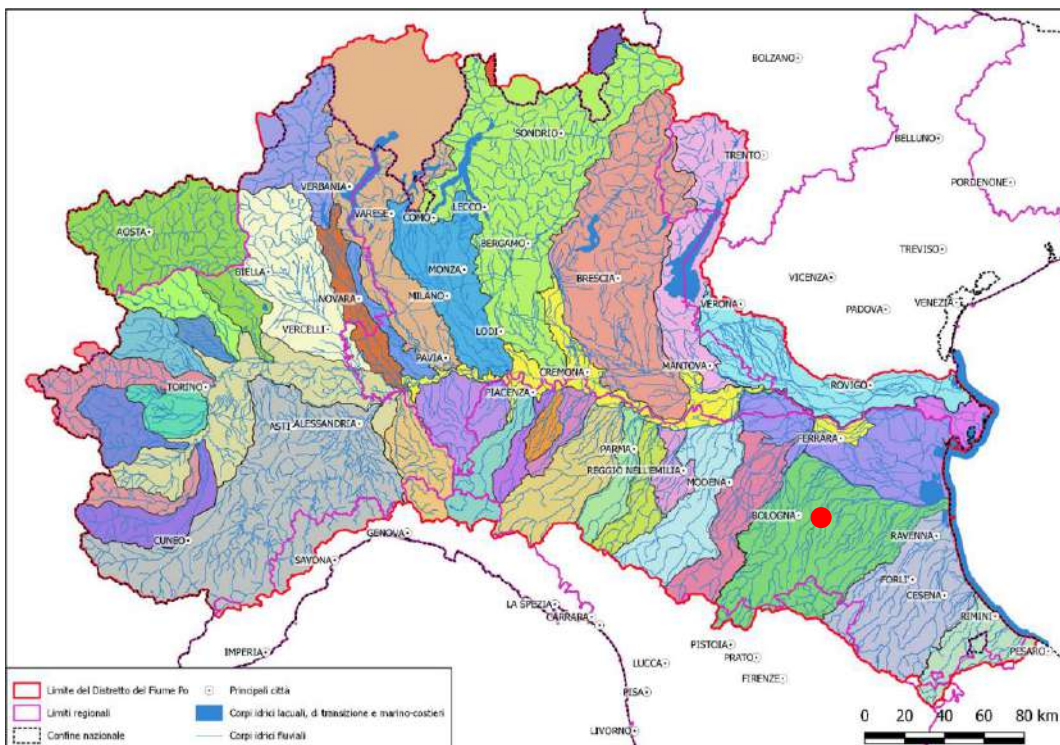 BOLZANO
SONDRIO
BELLUNO
TRENTO
PORDENONE
VERBANIA
LECCO
VARESE
COMO
AOSTA
BERGAMO
TREVISO
BIELLA
MONZA
BRESCIA
VICENZA
VENEZIA
MILANO
NOVARA
VERONA
PADOVA
VERCELLI
LODI
PAVIA
MANTOVA
CREMONA
TORINO
ROVIGO
PIACENZA
ASTI
ALESSANDRIA
FERRARA
PARMA
REGGIO NELL'EMILIA
MODENA
BOLOGNA
GENOVA
RAVENNA
CUNEO
SAVONA
FORLI'
CESENA
LA SPEZIA
CARRARA
RIMINI
PISTOIA
PESARO
IMPERIA
PRATO
LUCCA
FIRENZE
PISA
LIVORNO
Limite del Distretto del Fiume Po
Principali città
Limiti regionali
Corpi idrici lacuali, di transizione e marino-costieri
Confine nazionale
Corpi idrici fluviali
0 20 40 60 80 km